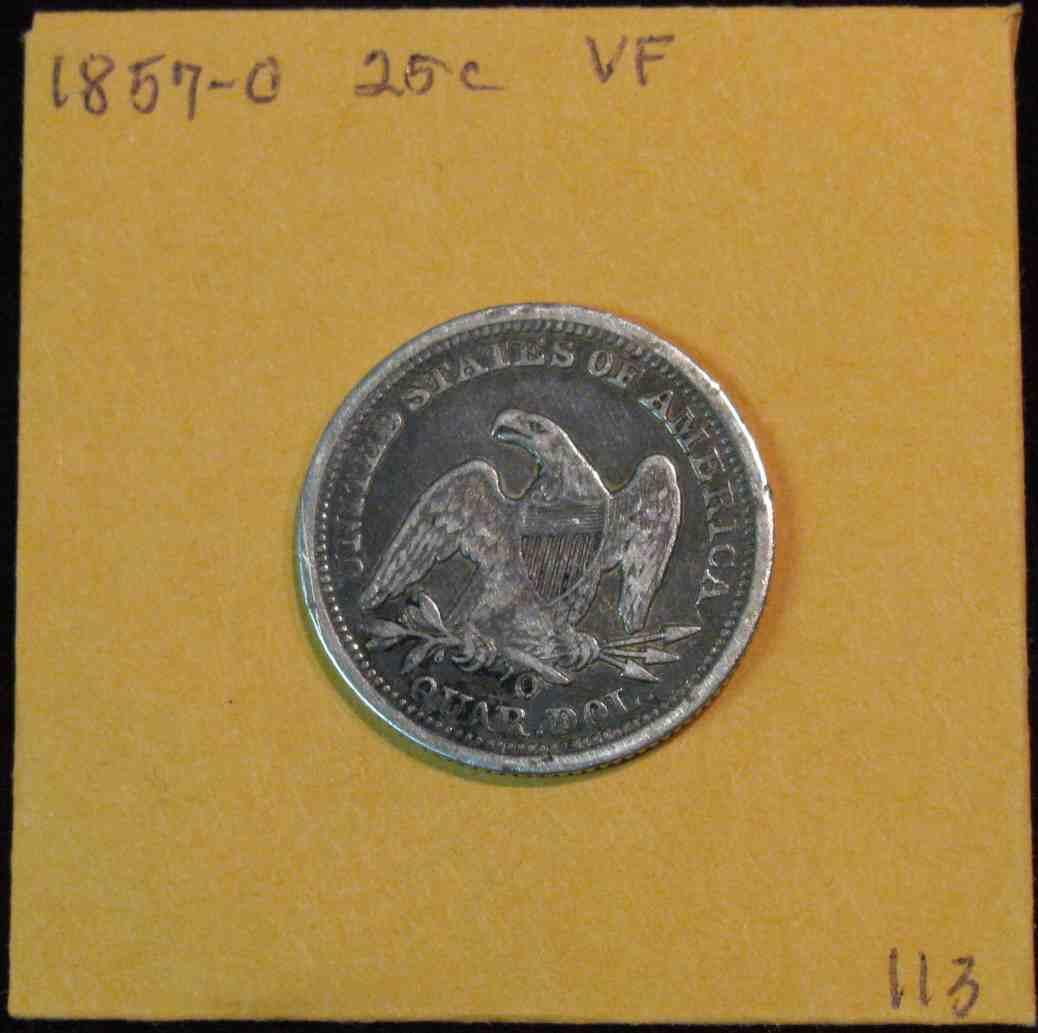 1857-O 25c VF
UNITED STATES OF AMERICA
O
QUAR. DOL.
113